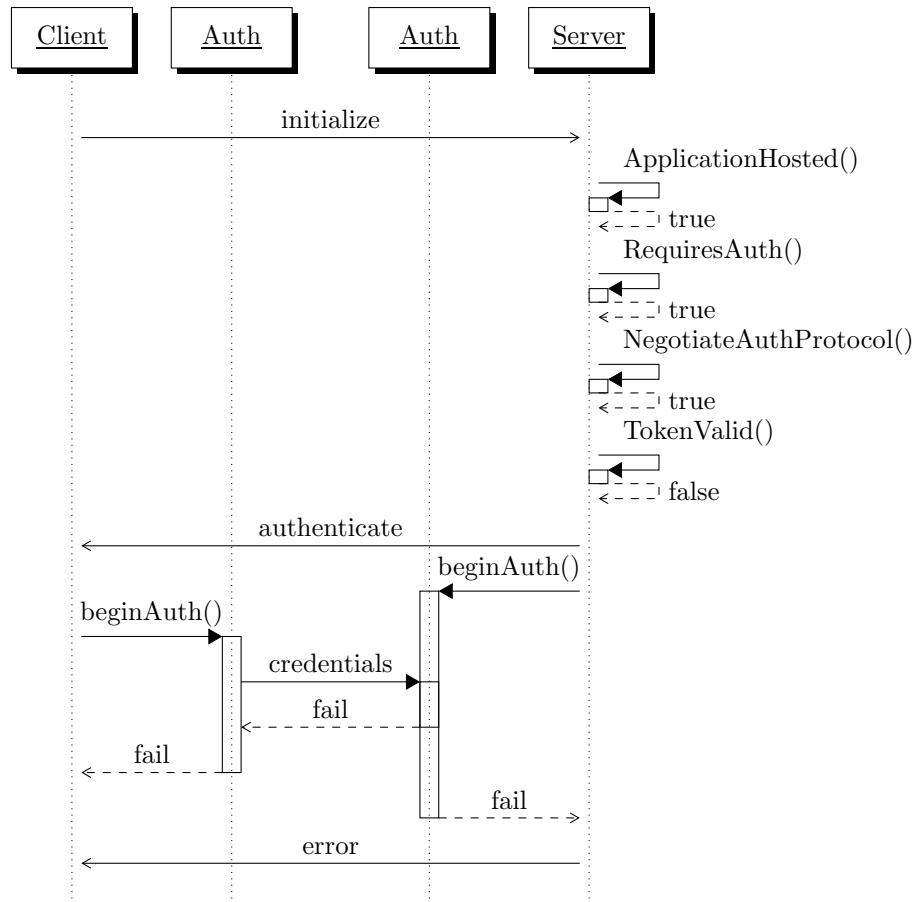 Client
Auth
Auth
Server
initialize
ApplicationHosted()
true
RequiresAuth()
true
NegotiateAuthProtocol()
true
TokenValid()
false
authenticate
beginAuth()
beginAuth()
credentials
fail
fail
fail
error